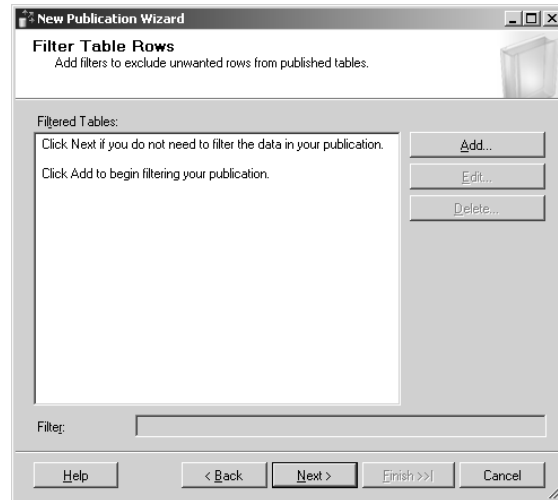 New Publication Wizard
Filter Table Rows
Add filters to exclude unwanted rows from published tables.
Filtered Tables:
Click Next if you do not need to filter the data in your publication.
Click Add to begin filtering your publication.
Add...
Edit...
Delete...
Filter:
Help
< Back
Next >
Finish >>|
Cancel